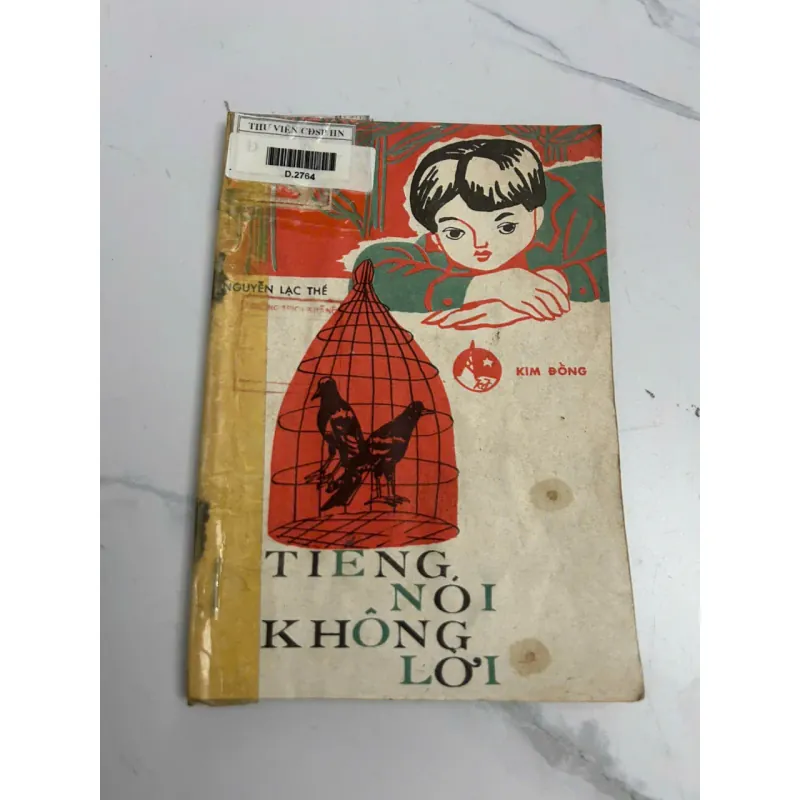 THƯ VIỆN CĐSP HN
D.2764
NGUYỄN LẠC THẾ
KIM ĐỒNG
TIẾNG
NÓI
KHÔNG
LỜI